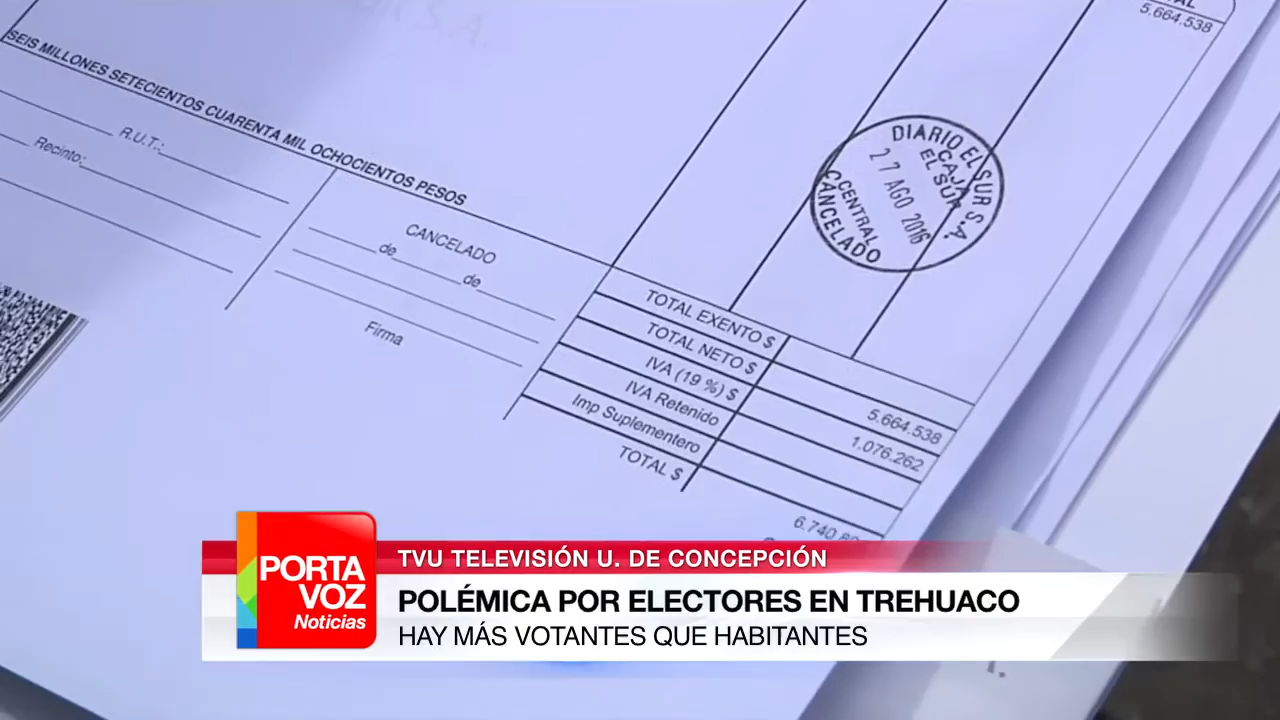 5.664.538
S.A.
SEIS MILLONES SETECIENTOS CUARENTA MIL OCHOCIENTOS PESOS
R.U.T.:
Recinto:
CANCELADO
de de
Firma
DIARIO EL SUR S.A.
CAJA
EL SUR
27 AGO 2016
CENTRAL
CANCELADO
TOTAL EXENTO $
TOTAL NETO $ 5.664.538
IVA (19 %) $ 1.076.262
IVA Retenido
Imp Suplementero
TOTAL $
PORTA
VOZ
Noticias
TVU TELEVISIÓN U. DE CONCEPCIÓN
POLÉMICA POR ELECTORES EN TREHUACO
HAY MÁS VOTANTES QUE HABITANTES